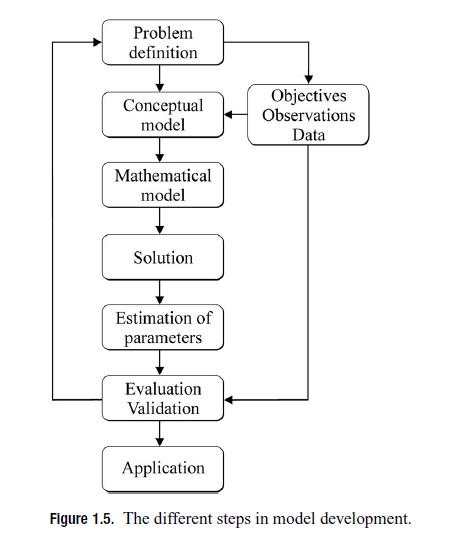 Problem
definition
Objectives
Observations
Data
Conceptual
model
Mathematical
model
Solution
Estimation of
parameters
Evaluation
Validation
Application
Figure 1.5. The different steps in model development.